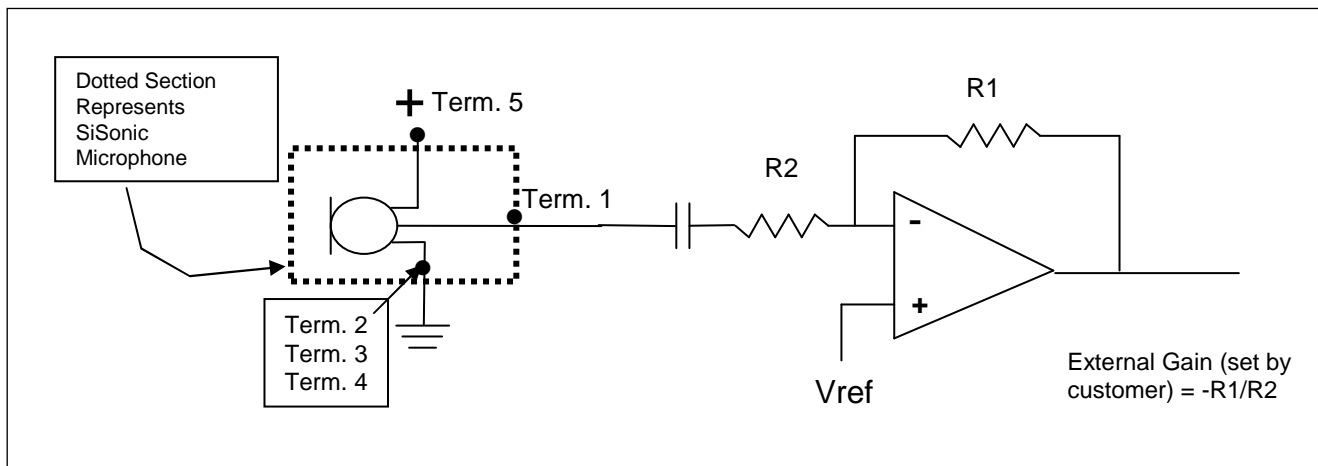 Dotted Section
Represents
SiSonic
Microphone
+ Term. 5
Term. 1
Term. 2
Term. 3
Term. 4
R2
R1
-
+
Vref
External Gain (set by
customer) = -R1/R2